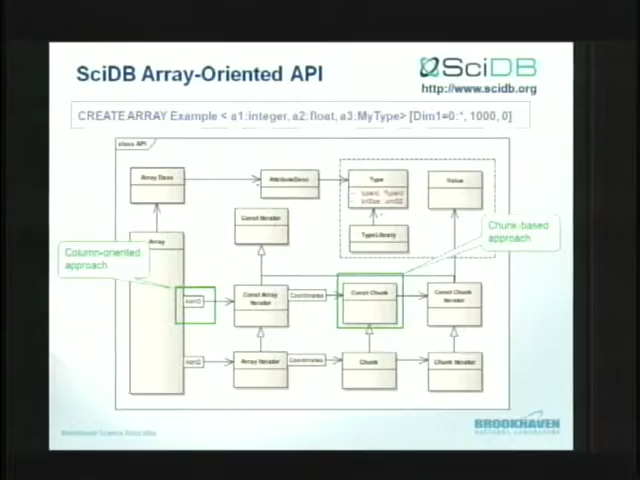 SciDB Array-Oriented API
SciDB
http://www.scidb.org
CREATE ARRAY Example < a1:integer, a2:float, a3:MyType> [Dim1=0:*, 1000, 0]
class API
Array Desc
AttributeDesc
Type
Value
TypeLibrary
Const Iterator
Array
Column-oriented
approach
Chunk-based
approach
Const Array
Iterator
Coordinates
Const Chunk
Const Chunk
Iterator
Array Iterator
Coordinates
Chunk
Chunk Iterator
Brookhaven Science Associates
BROOKHAVEN
NATIONAL LABORATORY